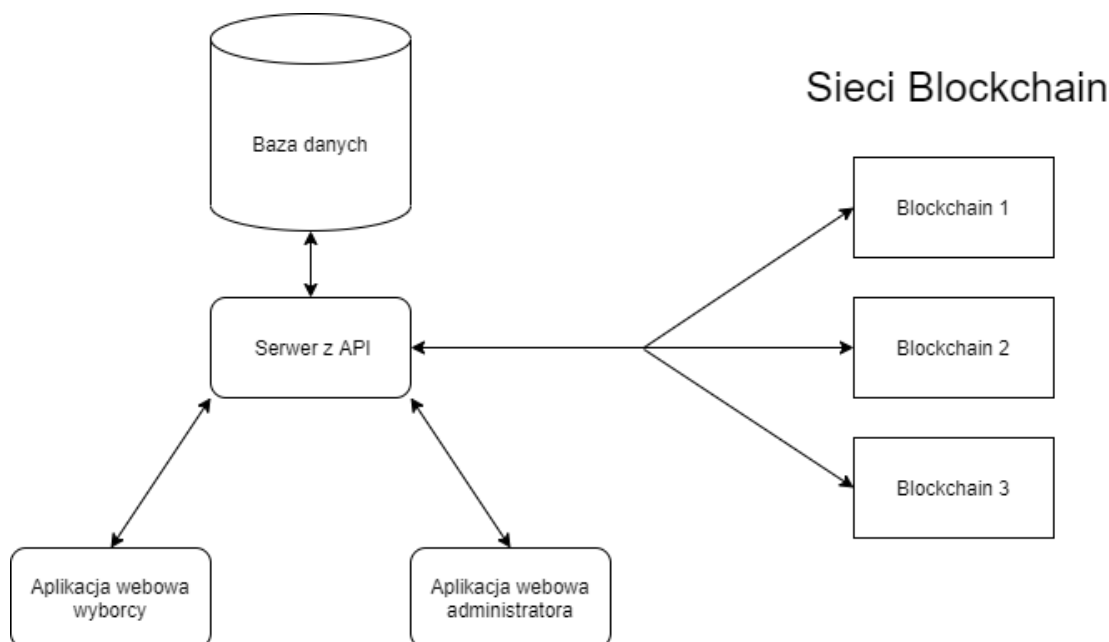 Sieci Blockchain
Baza danych
Blockchain 1
Serwer z API
Blockchain 2
Blockchain 3
Aplikacja webowa
wyborcy
Aplikacja webowa
administratora